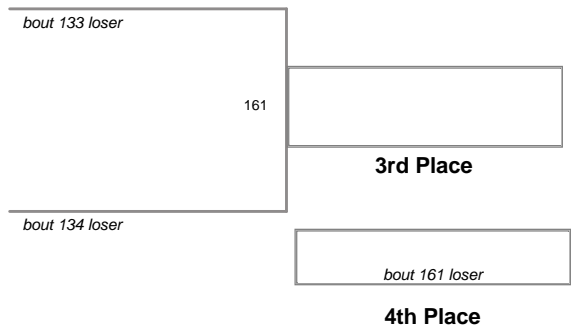 bout 133 loser
161
3rd Place
bout 134 loser
bout 161 loser
4th Place